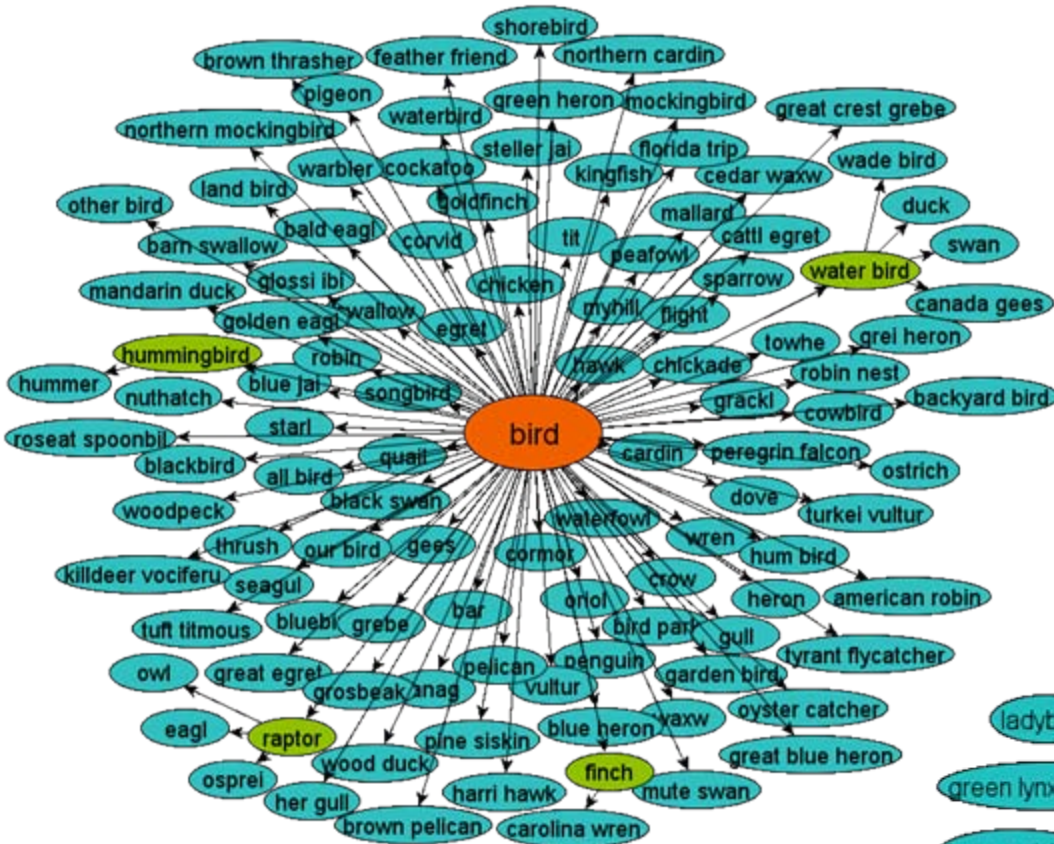 shorebird
brown thrasher
feather friend
northern cardin
pigeon
green heron
mockingbird
great crest grebe
waterbird
northern mockingbird
steller jai
florida trip
wade bird
warbler
cockatoo
kingfish
cedar waxw
land bird
goldfinch
other bird
mallard
duck
bald eagl
corvid
tit
cattl egret
barn swallow
peafowl
swan
water bird
glossi ibi
chicken
sparrow
mandarin duck
canada gees
wallow
myhill
flight
golden eagl
egret
grei heron
towhe
hummingbird
robin
hawk
chickade
robin nest
hummer
blue jai
songbird
nuthatch
grackl
cowbird
backyard bird
starl
bird
roseat spoonbil
quail
cardin
peregrin falcon
blackbird
all bird
ostrich
black swan
dove
woodpeck
turkei vultur
waterfowl
thrush
our bird
gees
cormor
wren
hum bird
killdeer vociferu
seagul
crow
bar
oriol
heron
american robin
bluebi
grebe
tuft titmous
bird park
gull
tyrant flycatcher
owl
great egret
pelican
penguin
grosbeak
anag
vultur
garden bird
oyster catcher
eagl
raptor
pine siskin
blue heron
waxw
ladyb
great blue heron
wood duck
osprei
finch
her gull
harri hawk
mute swan
green lynx
brown pelican
carolina wren